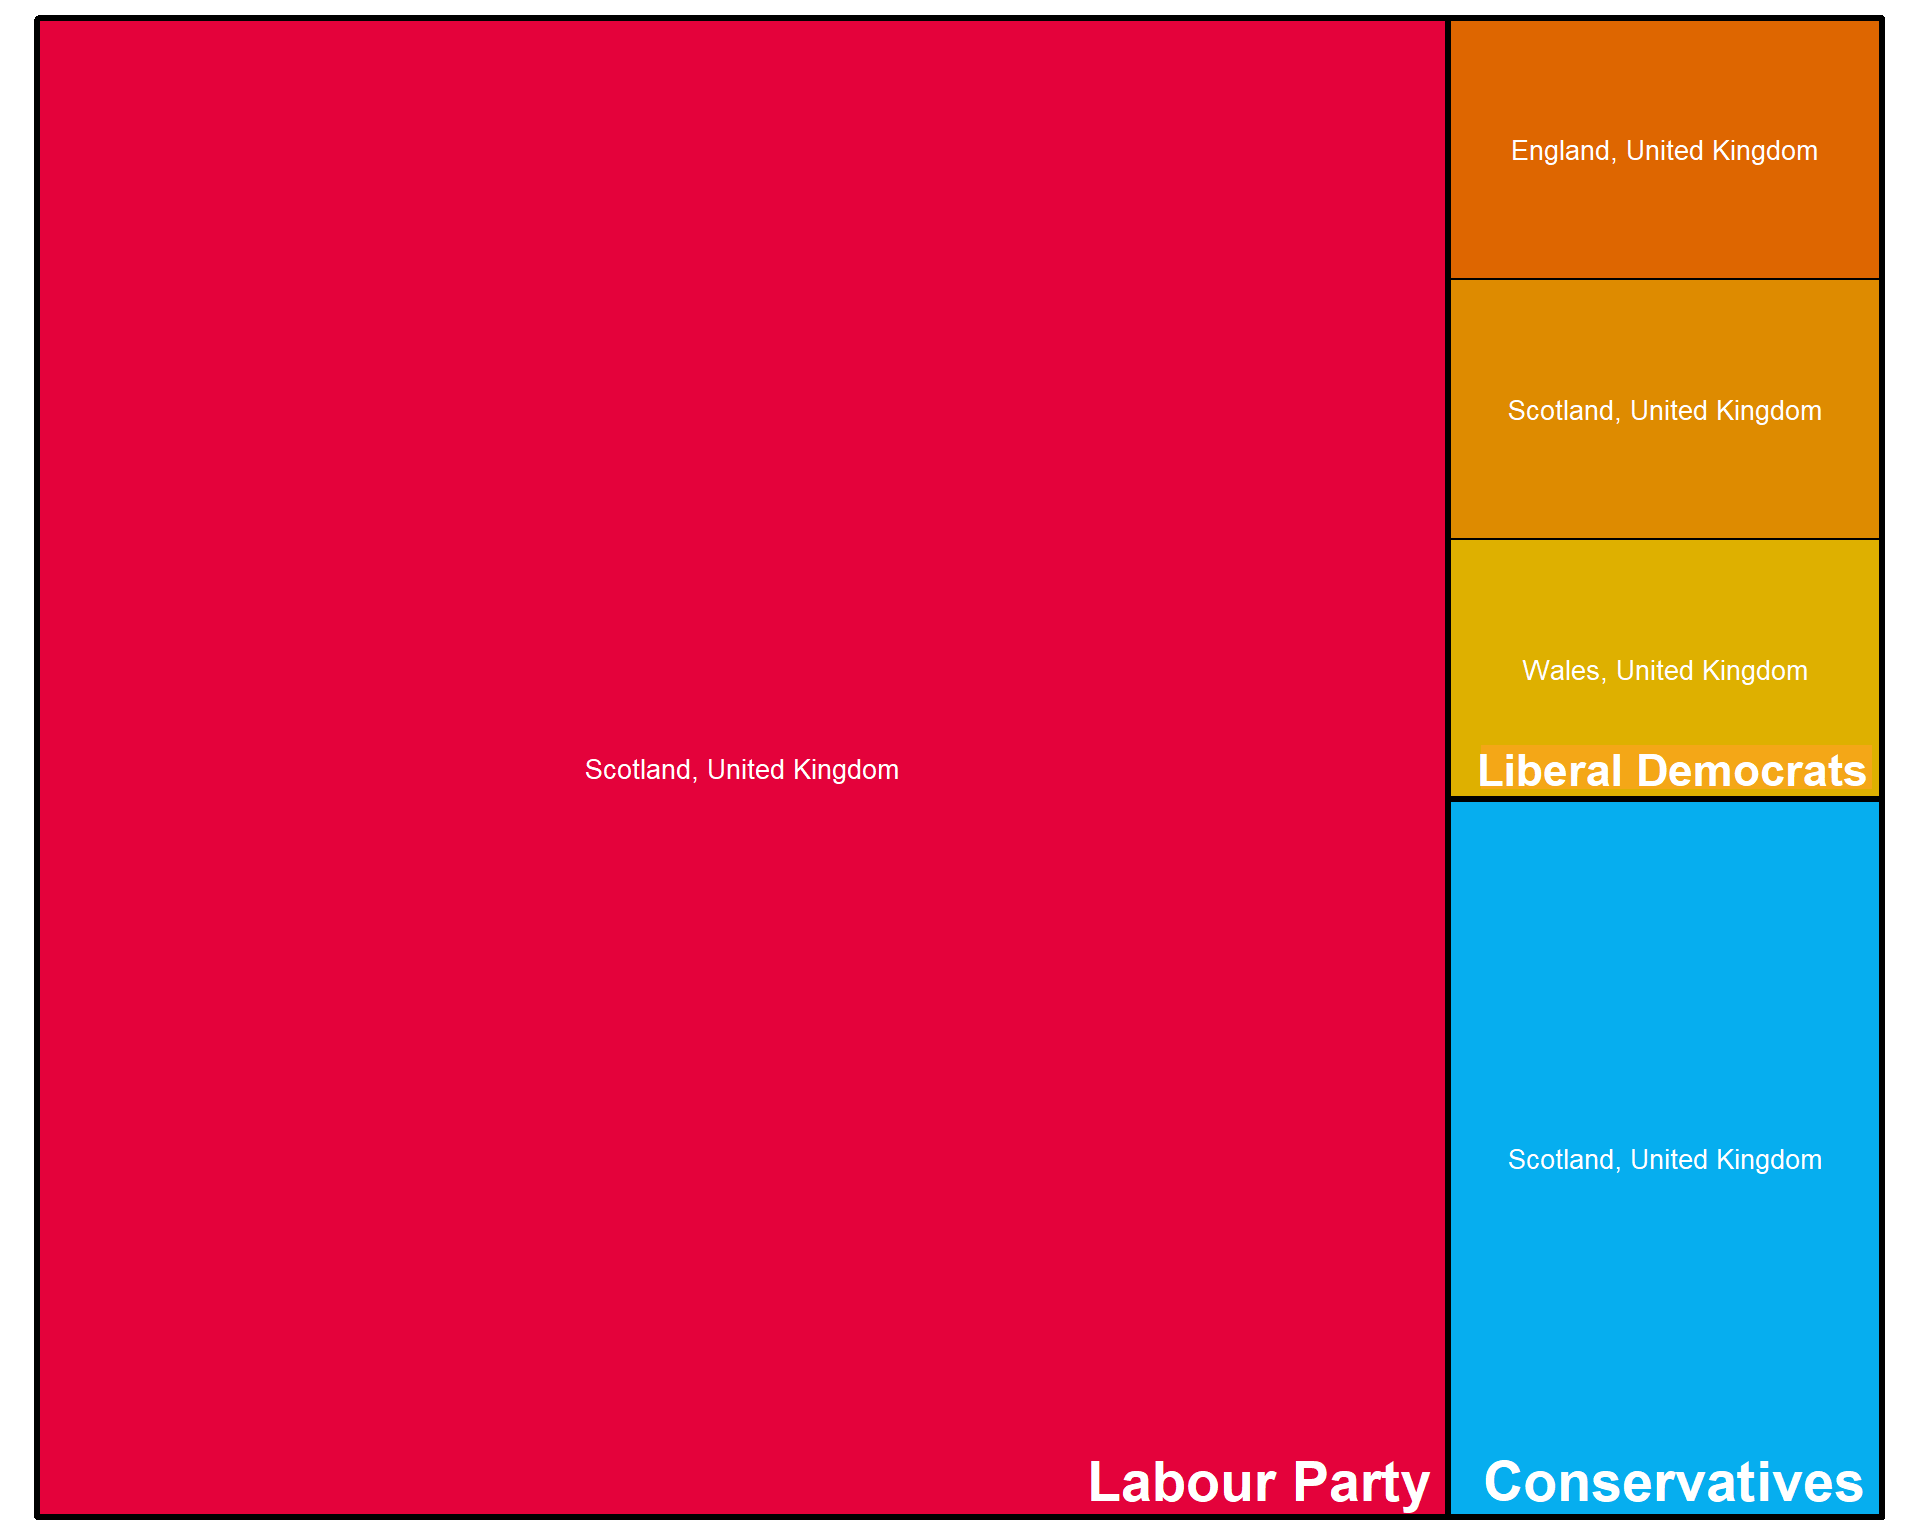 Scotland, United Kingdom
Labour Party
England, United Kingdom
Scotland, United Kingdom
Wales, United Kingdom
Liberal Democrats
Scotland, United Kingdom
Conservatives